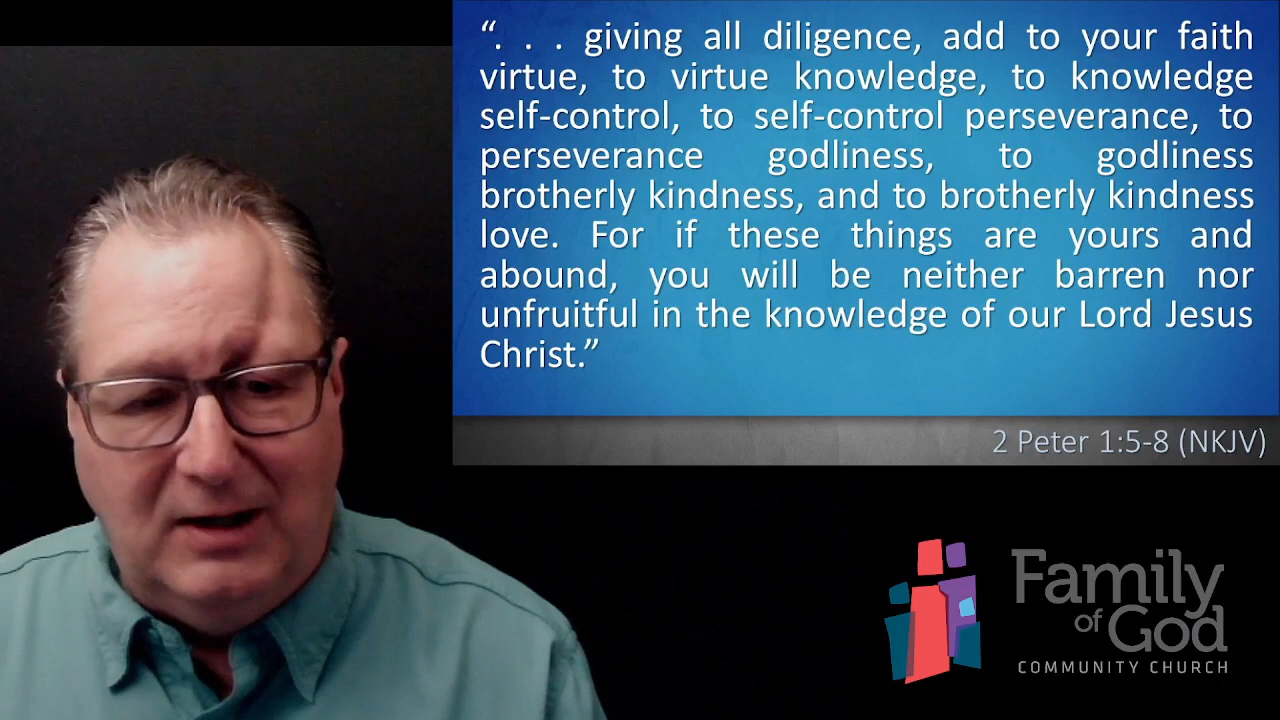 “. . . giving all diligence, add to your faith
virtue, to virtue knowledge, to knowledge
self-control, to self-control perseverance, to
perseverance godliness, to godliness
brotherly kindness, and to brotherly kindness
love. For if these things are yours and
abound, you will be neither barren nor
unfruitful in the knowledge of our Lord Jesus
Christ.”
2 Peter 1:5-8 (NKJV)
Family
of God
COMMUNITY CHURCH